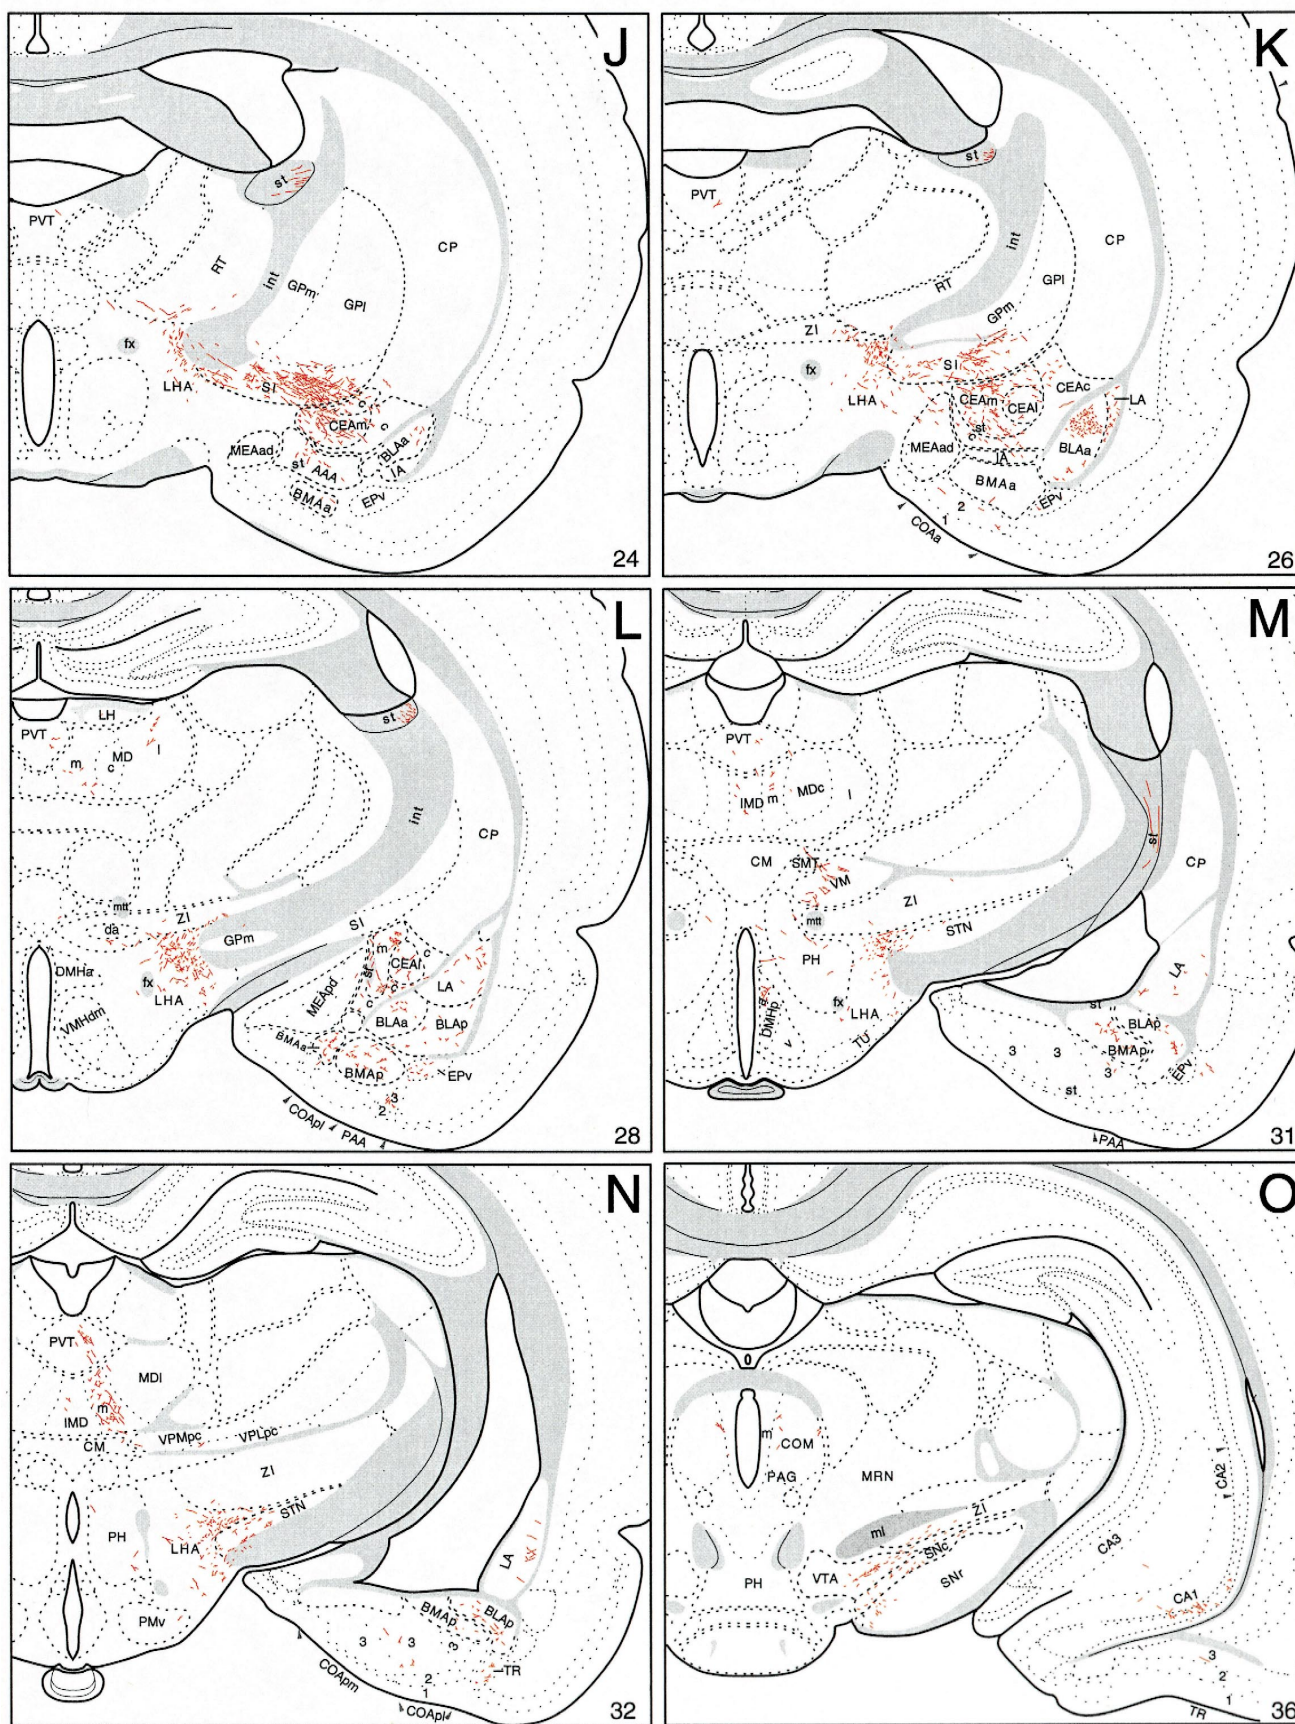 J
st
PVT
RT
int
GPm
GPl
CP
fx
LHA
SI
c
CEAm
c
c
MEAad
BLAa
st
AAA
IA
BMAa
EPv
24
K
st
PVT
int
CP
RT
GPl
GPm
ZI
fx
SI
CEAc
LHA
CEAm
CEAl
LA
st
c
MEAad
BLAa
IA
BMAa
EPv
2
1
COAa
26
L
LH
st
PVT
MD
l
m
c
int
CP
mtt
ZI
da
SI
GPm
m
c
DMHa
fx
st
CEAl
LHA
MEApd
LA
c
c
VMHdm
BLAa
BLAp
BMAa
BMAp
EPv
3
2
COApl
PAA
28
M
PVT
MDc
l
IMD
m
st
CM
SMT
CP
VM
ZI
mtt
STN
PH
LA
a
fx
DMHp
LHA
st
v
TU
BLAp
3
3
BMAp
3
EPv
st
PAA
31
N
PVT
MDl
m
IMD
CM
VPMpc
VPLpc
ZI
STN
PH
LHA
LA
PMv
BMAp
BLAp
3
3
3
TR
2
1
COApm
COApl
32
O
m
COM
PAG
MRN
CA2
ZI
ml
CA3
SNc
VTA
SNr
PH
CA1
3
2
1
TR
36